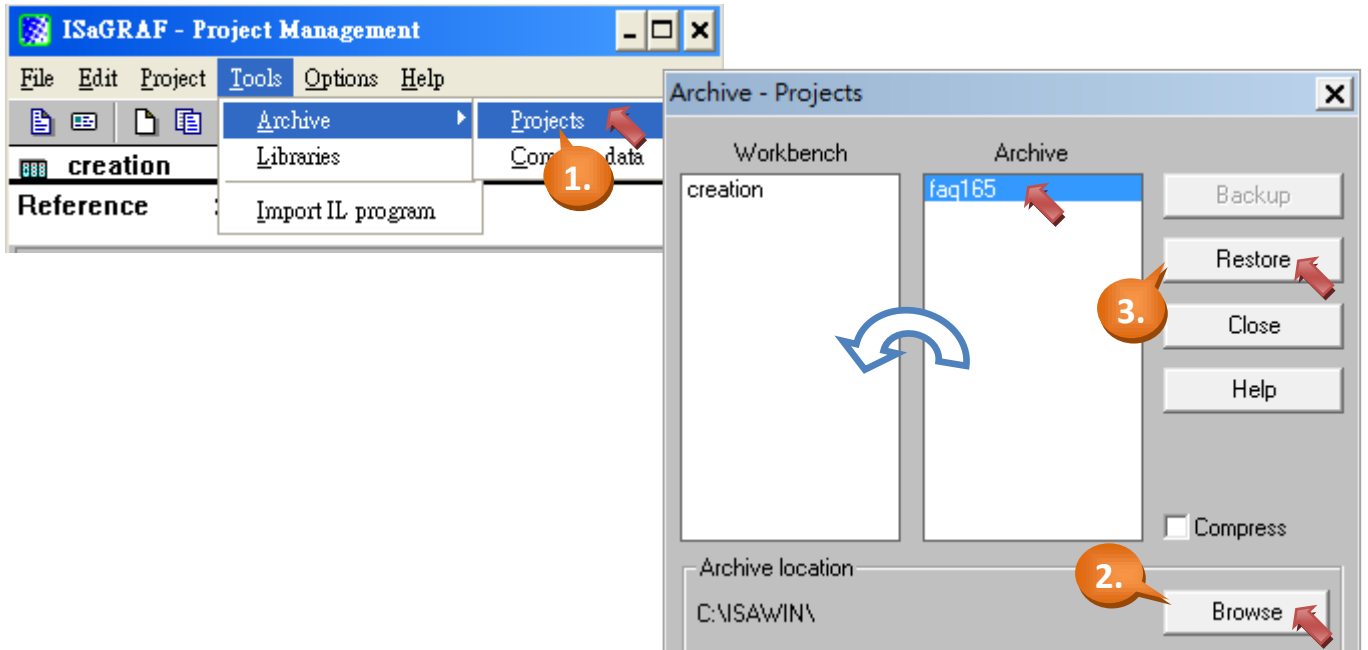 ISaGRAF - Project Management
File Edit Project Tools Options Help
Archive
Projects
Libraries
data
1.
creation
Reference :
Import IL program
Archive - Projects
Workbench Archive
creation
faq165
Backup
Restore
3.
Close
Help
Compress
Archive location
2.
C:\ISAWIN\
Browse